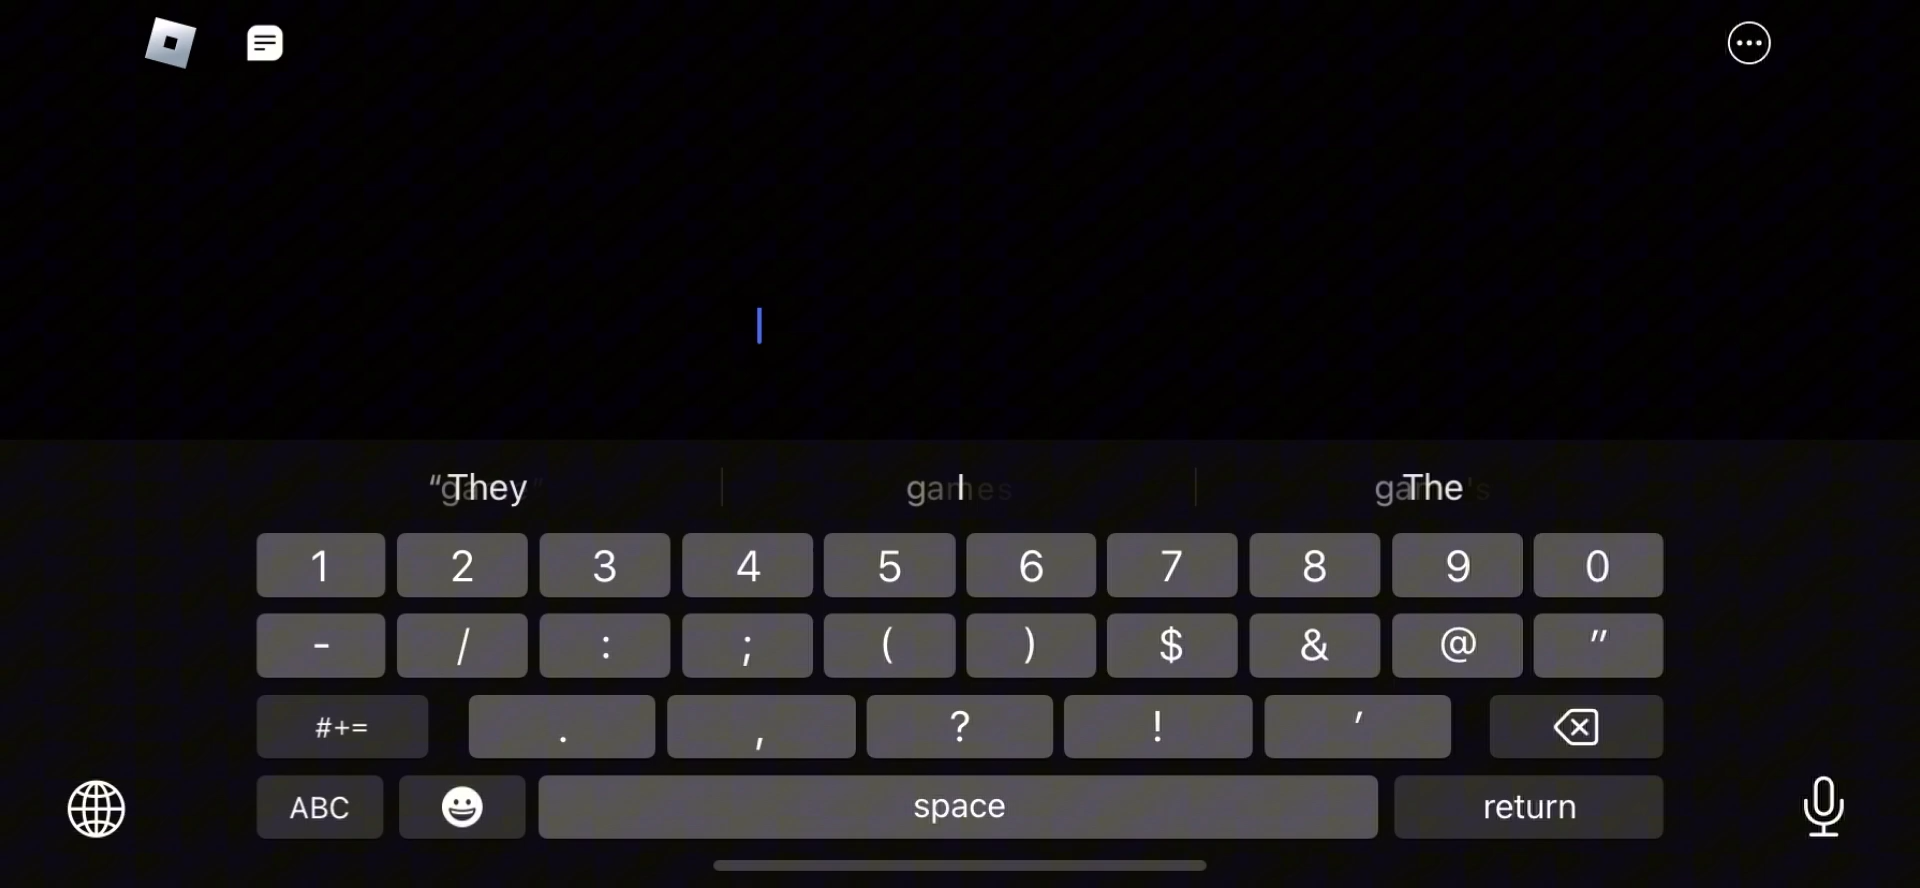 They I The
1 2 3 4 5 6 7 8 9 0
- / : ; ( ) $ & @ "
#+= . , ? ! '
ABC space return